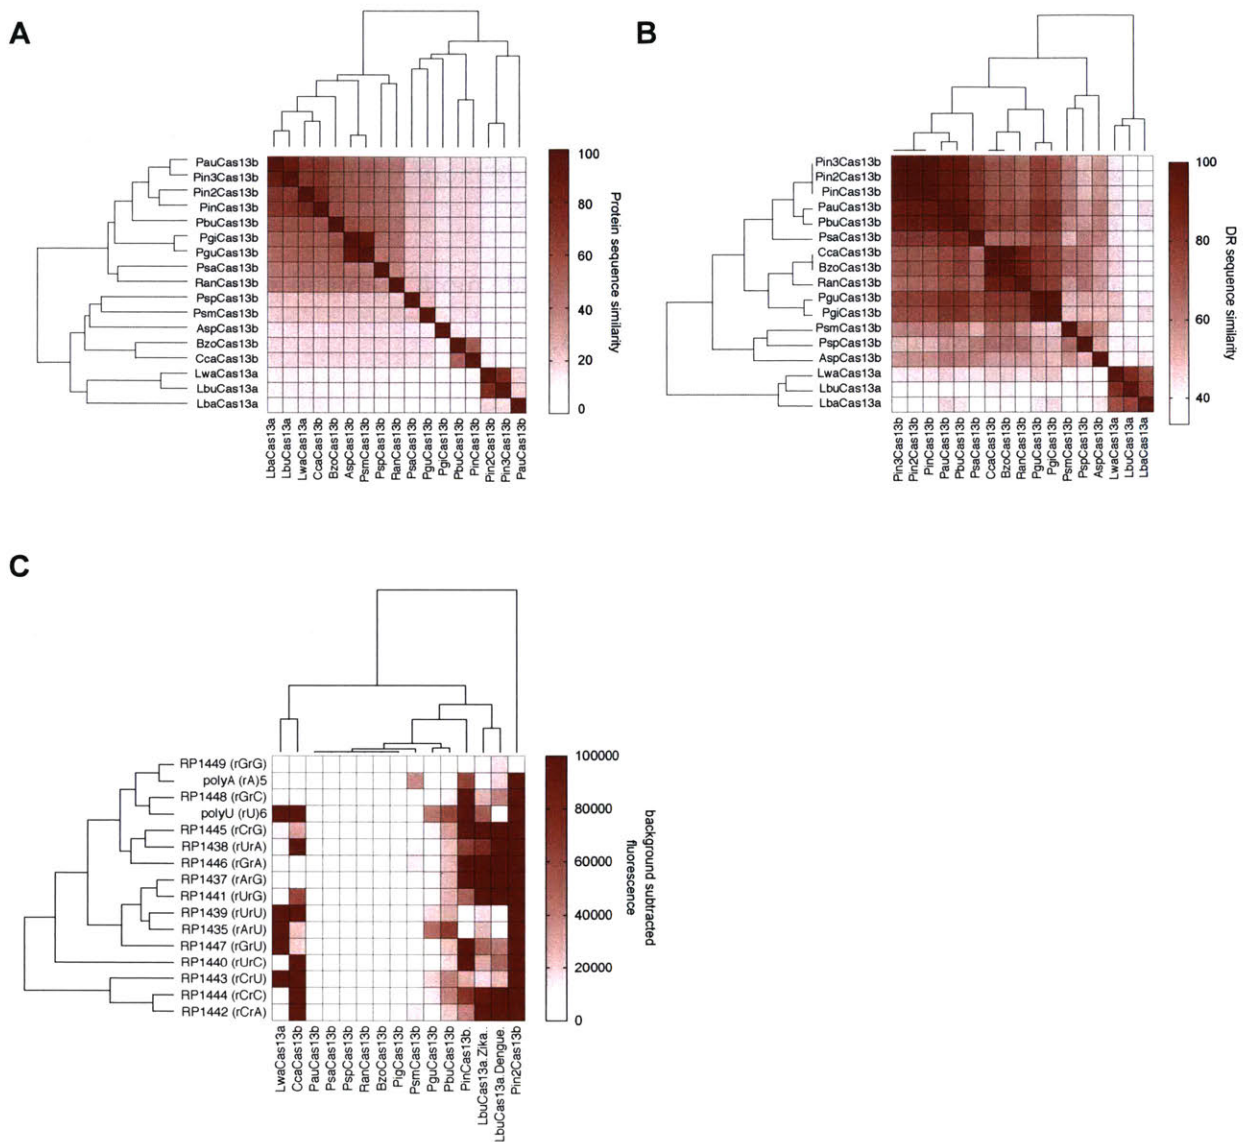 A
PauCas13b
Pin3Cas13b
Pin2Cas13b
PinCas13b
PbuCas13b
PgiCas13b
PguCas13b
PsaCas13b
RanCas13b
PspCas13b
PsmCas13b
AspCas13b
BzoCas13b
CcaCas13b
LwaCas13a
LbuCas13a
LbaCas13a
LbaCas13a
LbuCas13a
LwaCas13a
CcaCas13b
BzoCas13b
AspCas13b
PsmCas13b
PspCas13b
RanCas13b
PsaCas13b
PguCas13b
PgiCas13b
PbuCas13b
PinCas13b
Pin2Cas13b
Pin3Cas13b
PauCas13b
100
80
60
40
20
0
Protein sequence similarity
B
Pin3Cas13b
Pin2Cas13b
PinCas13b
PauCas13b
PbuCas13b
PsaCas13b
CcaCas13b
BzoCas13b
RanCas13b
PguCas13b
PgiCas13b
PsmCas13b
PspCas13b
AspCas13b
LwaCas13a
LbuCas13a
LbaCas13a
Pin3Cas13b
Pin2Cas13b
PinCas13b
PauCas13b
PbuCas13b
PsaCas13b
CcaCas13b
BzoCas13b
RanCas13b
PguCas13b
PgiCas13b
PsmCas13b
PspCas13b
AspCas13b
LwaCas13a
LbuCas13a
LbaCas13a
100
80
60
40
DR sequence similarity
C
RP1449 (rGrG)
polyA (rA)5
RP1448 (rGrC)
polyU (rU)6
RP1445 (rCrG)
RP1438 (rUrA)
RP1446 (rGrA)
RP1437 (rArG)
RP1441 (rUrG)
RP1439 (rUrU)
RP1435 (rArU)
RP1447 (rGrU)
RP1440 (rUrC)
RP1443 (rCrU)
RP1444 (rCrC)
RP1442 (rCrA)
LwaCas13a
CcaCas13b
PauCas13b
PsaCas13b
PspCas13b
RanCas13b
BzoCas13b
PigCas13b
PsmCas13b
PguCas13b
PbuCas13b
PinCas13b.
LbuCas13a.Zika..
LbuCas13a.Dengue.
Pin2Cas13b
100000
80000
60000
40000
20000
0
background subtracted
fluorescence